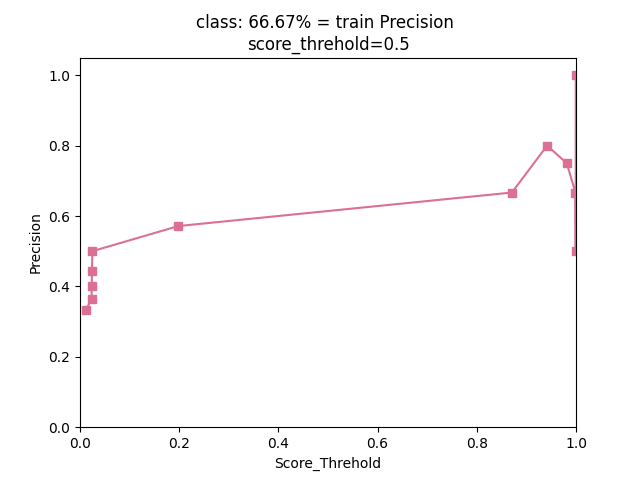 class: 66.67% = train Precision
score_threhold=0.5
1.0
0.8
0.6
0.4
0.2
0.0
Precision
0.0 0.2 0.4 0.6 0.8 1.0
Score_Threhold